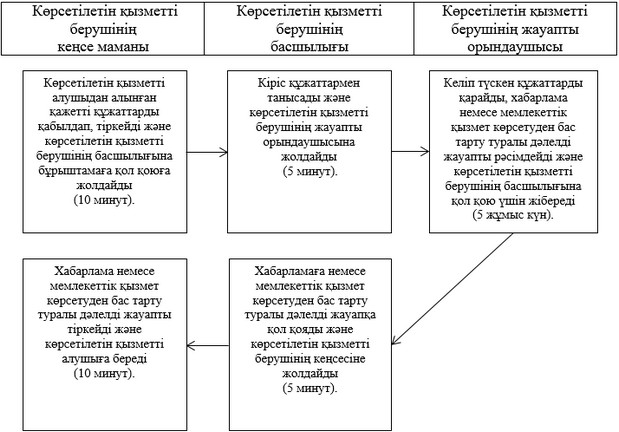 Көрсетілетін қызметті
берушінің
кеңсе маманы
Көрсетілетін қызметті
берушінің
басшылығы
Көрсетілетін қызметті
берушінің жауапты
орындаушысы
Көрсетілетін қызметті
алушыдан алынған
қажетті құжаттарды
қабылдап, тіркейді және
көрсетілетін қызметті
берушінің басшылығына
бұрыштамаға қол қоюға
жолдайды
(10 минут).
Кіріс құжаттармен
танысады және
көрсетілетін қызметті
берушінің жауапты
орындаушысына
жолдайды
(5 минут).
Келіп түскен құжаттарды
қарайды, хабарлама
немесе мемлекеттік
қызмет көрсетуден бас
тарту туралы дәлелді
жауапты рәсімдейді және
көрсетілетін қызметті
берушінің басшылығына
қол қою үшін жібереді
(5 жұмыс күн).
Хабарлама немесе
мемлекеттік қызмет
көрсетуден бас тарту
туралы дәлелді жауапты
тіркейді және
көрсетілетін қызметті
алушыға береді
(10 минут).
Хабарламаға немесе
мемлекеттік қызмет
көрсетуден бас тарту
туралы дәлелді жауапқа
қол қояды және
көрсетілетін қызметті
берушінің кеңсесіне
жолдайды
(5 минут).